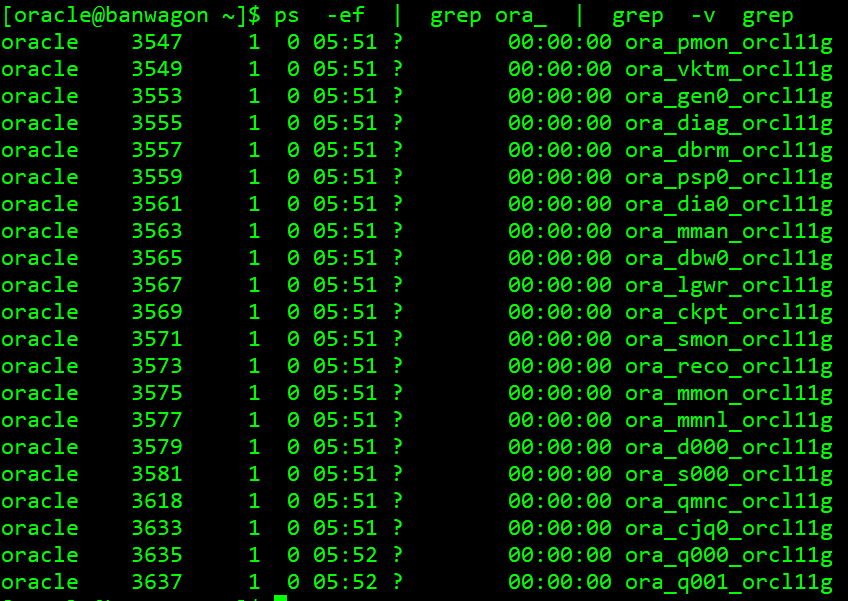 [oracle@banwagon ~]$ ps  -ef  |  grep ora_  |  grep  -v  grep
oracle    3547     1  0 05:51 ?        00:00:00 ora_pmon_orcl11g
oracle    3549     1  0 05:51 ?        00:00:00 ora_vktm_orcl11g
oracle    3553     1  0 05:51 ?        00:00:00 ora_gen0_orcl11g
oracle    3555     1  0 05:51 ?        00:00:00 ora_diag_orcl11g
oracle    3557     1  0 05:51 ?        00:00:00 ora_dbrm_orcl11g
oracle    3559     1  0 05:51 ?        00:00:00 ora_psp0_orcl11g
oracle    3561     1  0 05:51 ?        00:00:00 ora_dia0_orcl11g
oracle    3563     1  0 05:51 ?        00:00:00 ora_mman_orcl11g
oracle    3565     1  0 05:51 ?        00:00:00 ora_dbw0_orcl11g
oracle    3567     1  0 05:51 ?        00:00:00 ora_lgwr_orcl11g
oracle    3569     1  0 05:51 ?        00:00:00 ora_ckpt_orcl11g
oracle    3571     1  0 05:51 ?        00:00:00 ora_smon_orcl11g
oracle    3573     1  0 05:51 ?        00:00:00 ora_reco_orcl11g
oracle    3575     1  0 05:51 ?        00:00:00 ora_mmon_orcl11g
oracle    3577     1  0 05:51 ?        00:00:00 ora_mmnl_orcl11g
oracle    3579     1  0 05:51 ?        00:00:00 ora_d000_orcl11g
oracle    3581     1  0 05:51 ?        00:00:00 ora_s000_orcl11g
oracle    3618     1  0 05:51 ?        00:00:00 ora_qmnc_orcl11g
oracle    3633     1  0 05:51 ?        00:00:00 ora_cjq0_orcl11g
oracle    3635     1  0 05:52 ?        00:00:00 ora_q000_orcl11g
oracle    3637     1  0 05:52 ?        00:00:00 ora_q001_orcl11g